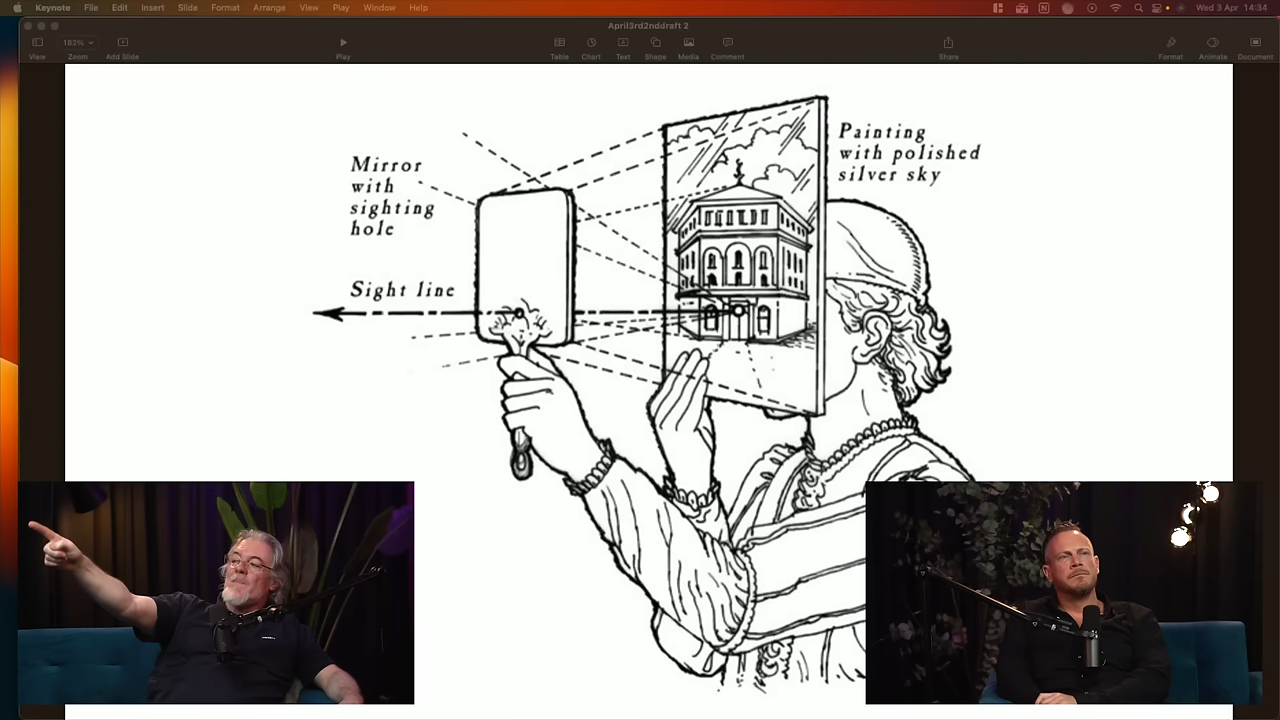 Keynote File Edit Insert Slide Format Arrange View Play Window Help
Wed 3 Apr 14:34
April3rd2nddraft 2
183%
View Zoom Add Slide Play Table Chart Text Shape Media Comment Share Format Animate Document
Mirror
with
sighting
hole
Sight line
Painting
with polished
silver sky